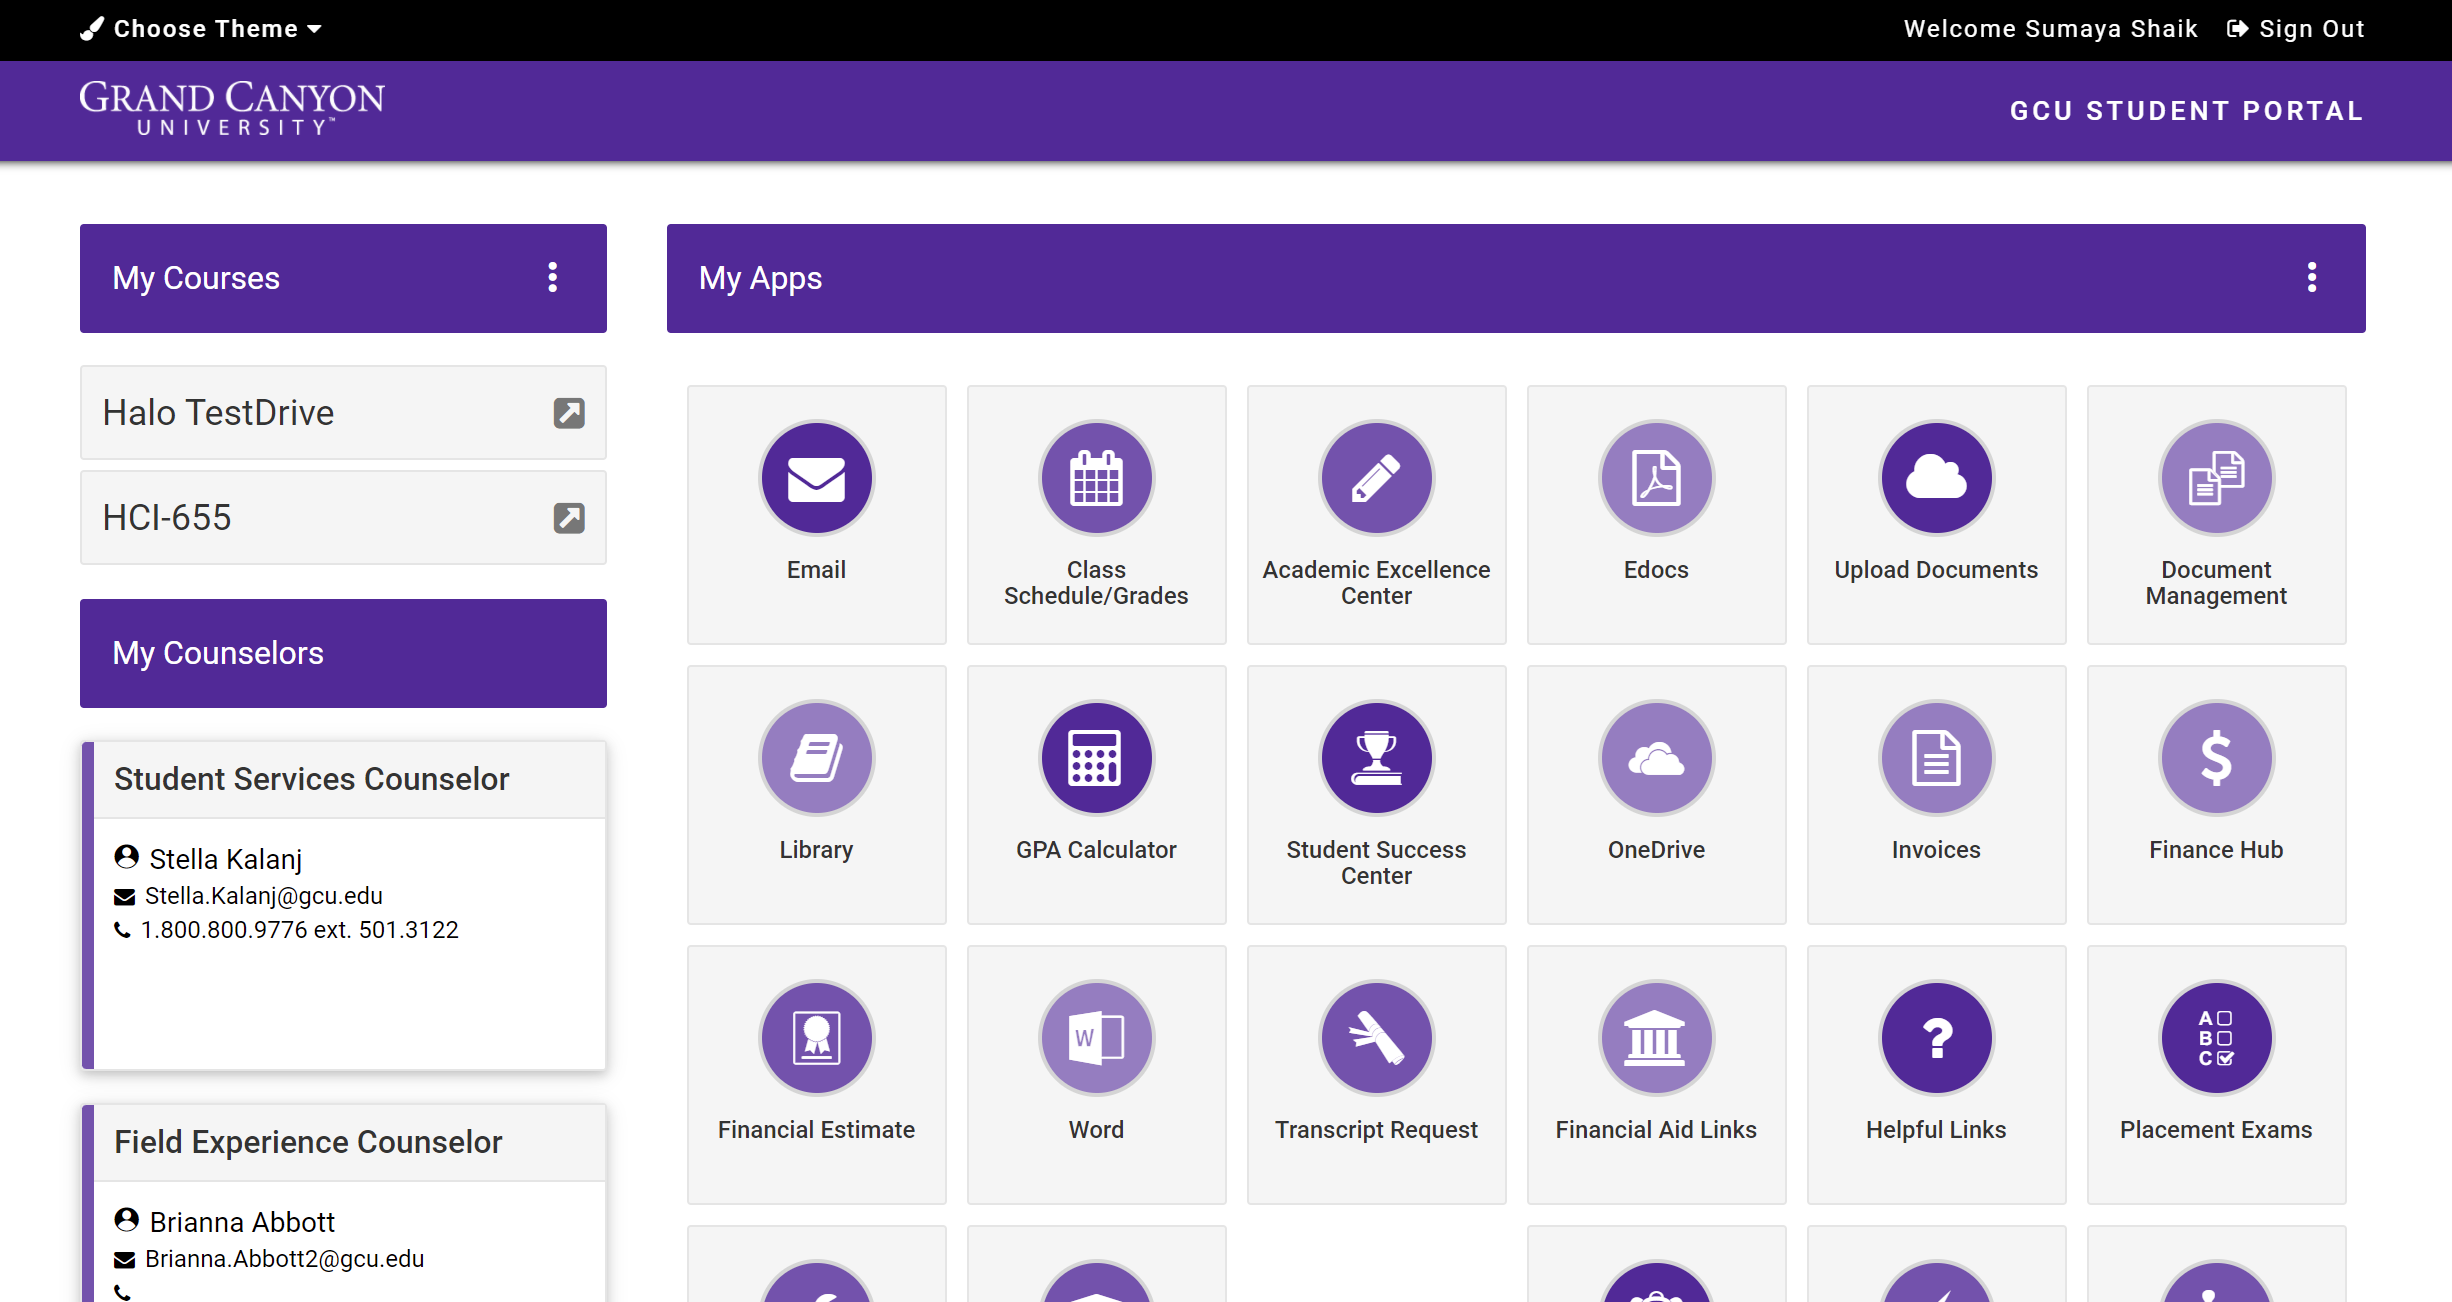 Choose Theme
Welcome Sumaya Shaik
Sign Out
GRAND CANYON
UNIVERSITY™
GCU STUDENT PORTAL
My Courses
Halo TestDrive
HCI-655
My Counselors
Student Services Counselor
Stella Kalanj
Stella.Kalanj@gcu.edu
1.800.800.9776 ext. 501.3122
Field Experience Counselor
Brianna Abbott
Brianna.Abbott2@gcu.edu
My Apps
Email
Class
Schedule/Grades
Academic Excellence
Center
Edocs
Upload Documents
Document
Management
Library
GPA Calculator
Student Success
Center
OneDrive
Invoices
Finance Hub
Financial Estimate
W
Word
Transcript Request
Financial Aid Links
?
Helpful Links
A
B
C
Placement Exams